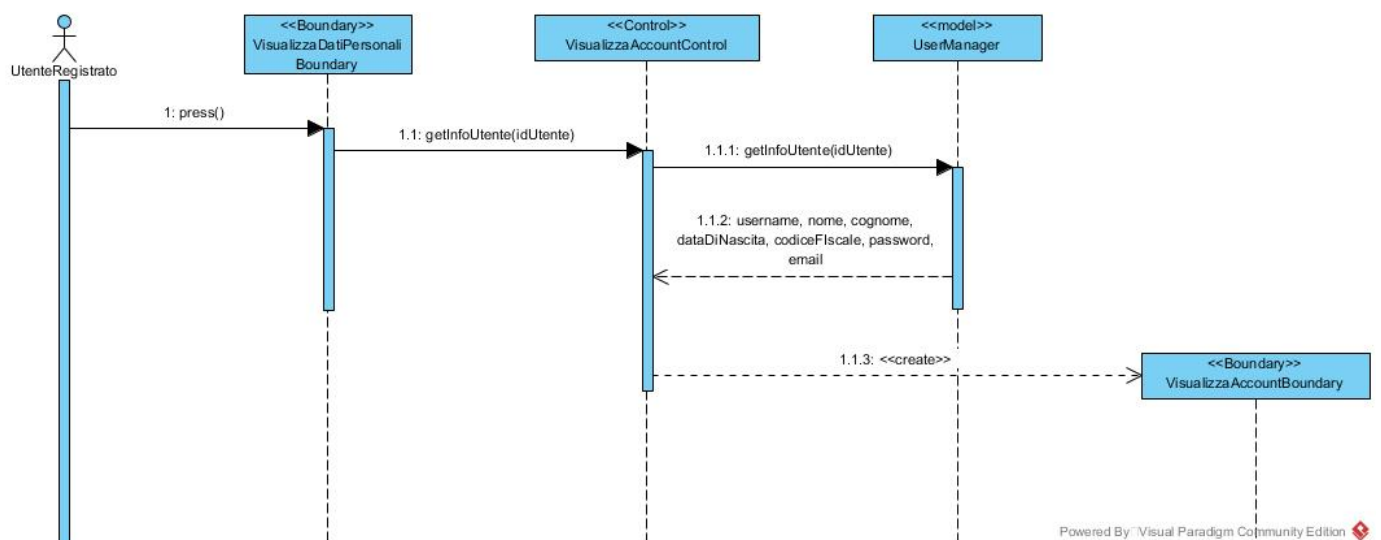 UtenteRegistrato
<<Boundary>>
VisualizzaDatiPersonali
Boundary
<<Control>>
VisualizzaAccountControl
<<model>>
UserManager
1: press()
1.1: getInfoUtente(idUtente)
1.1.1: getInfoUtente(idUtente)
1.1.2: username, nome, cognome,
dataDiNascita, codiceFIscale, password,
email
1.1.3: <<create>>
<<Boundary>>
VisualizzaAccountBoundary
Powered By Visual Paradigm Community Edition